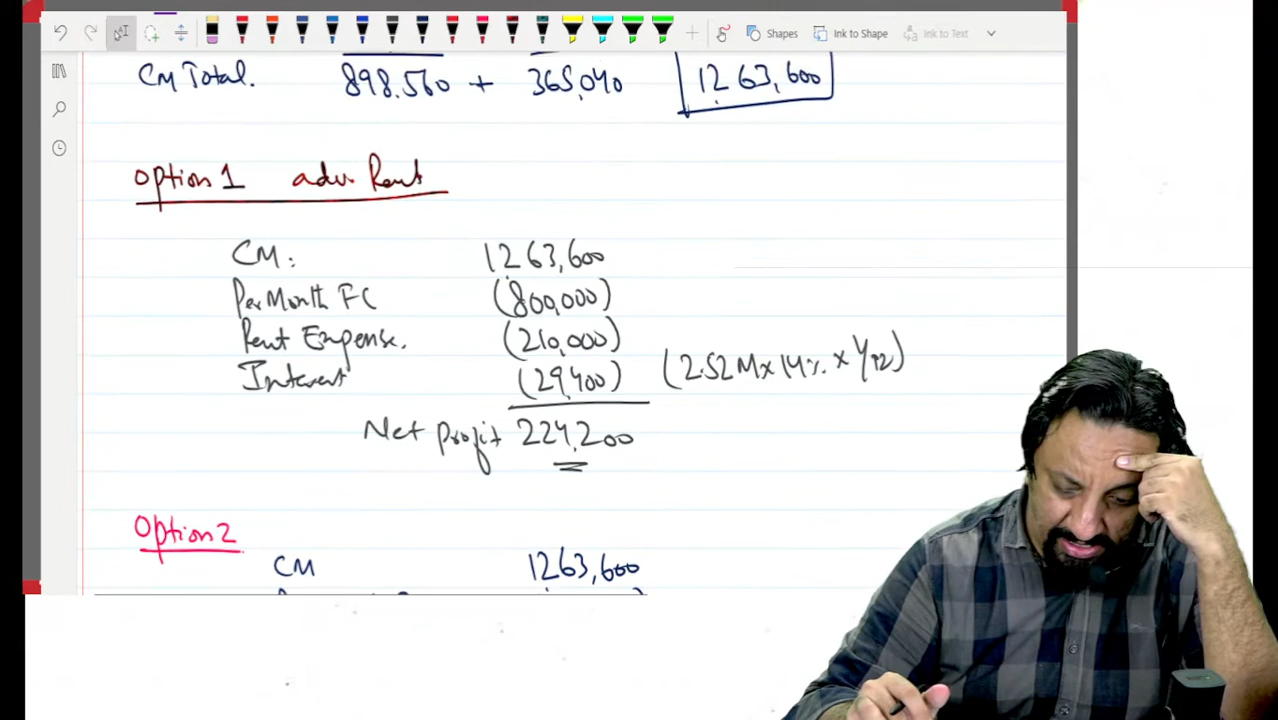 Shapes Ink to Shape Ink to Text
CM Total. 898,560 + 365,040 1263,600
Option 1 adv. Rent
CM: 1263,600
Per Month FC (800,000)
Rent Expense. (210,000)
Interest (29,400) (2.52M x 14% x 1/12)
Net profit 224,200
Option 2
CM 1263,600